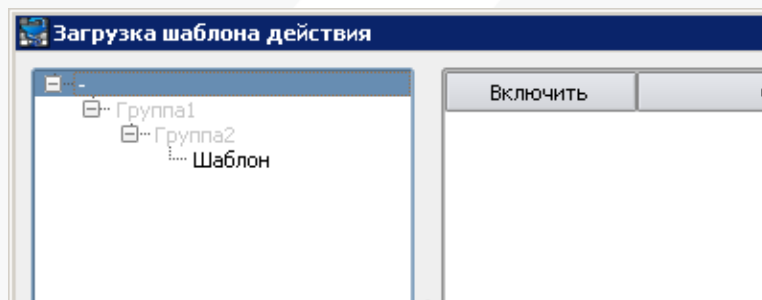 Загрузка шаблона действия
-
Включить
Группа1
Группа2
Шаблон